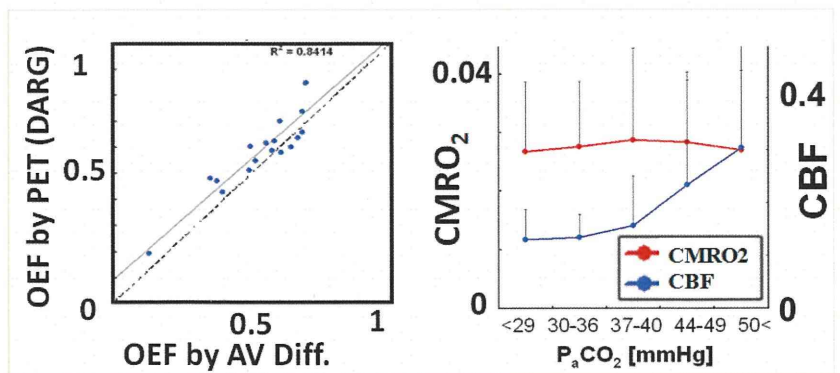 R² = 0.8414
1
0.5
0
0.5
1
OEF by PET (DARG)
OEF by AV Diff.
0.04
0
CMRO₂
0.4
0
CBF
CMRO2
CBF
<29 30-36 37-40 44-49 50<
PₐCO₂ [mmHg]